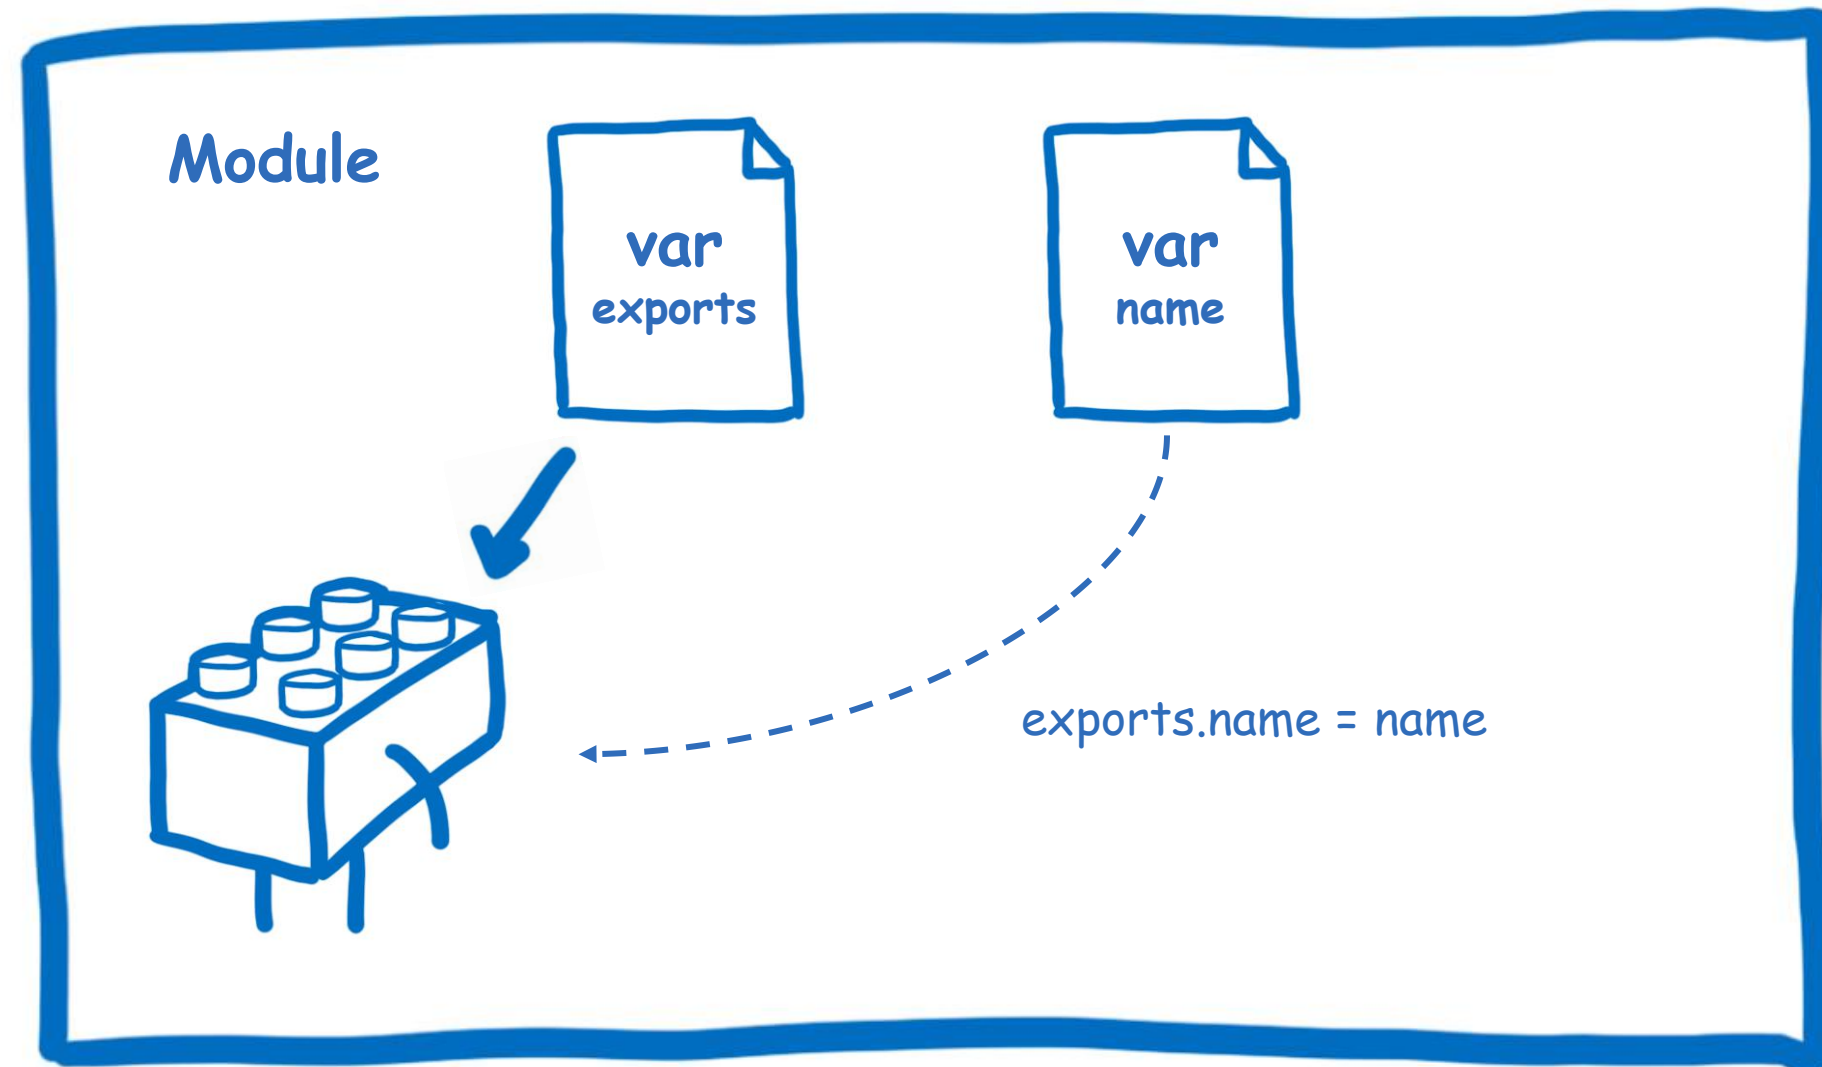 Module
var
exports
var
name
exports.name = name